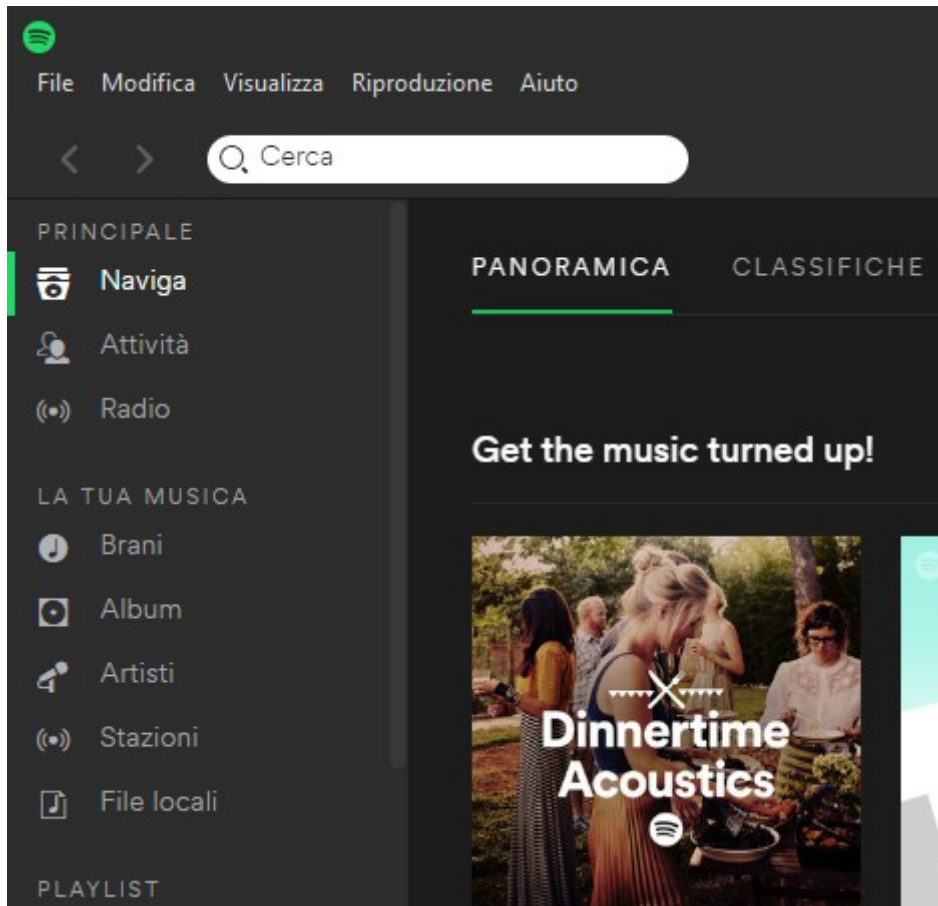 File Modifica Visualizza Riproduzione Aiuto
Cerca
PRINCIPALE
Naviga
Attività
Radio
LA TUA MUSICA
Brani
Album
Artisti
Stazioni
File locali
PLAYLIST
PANORAMICA CLASSIFICHE
Get the music turned up!
Dinnertime
Acoustics